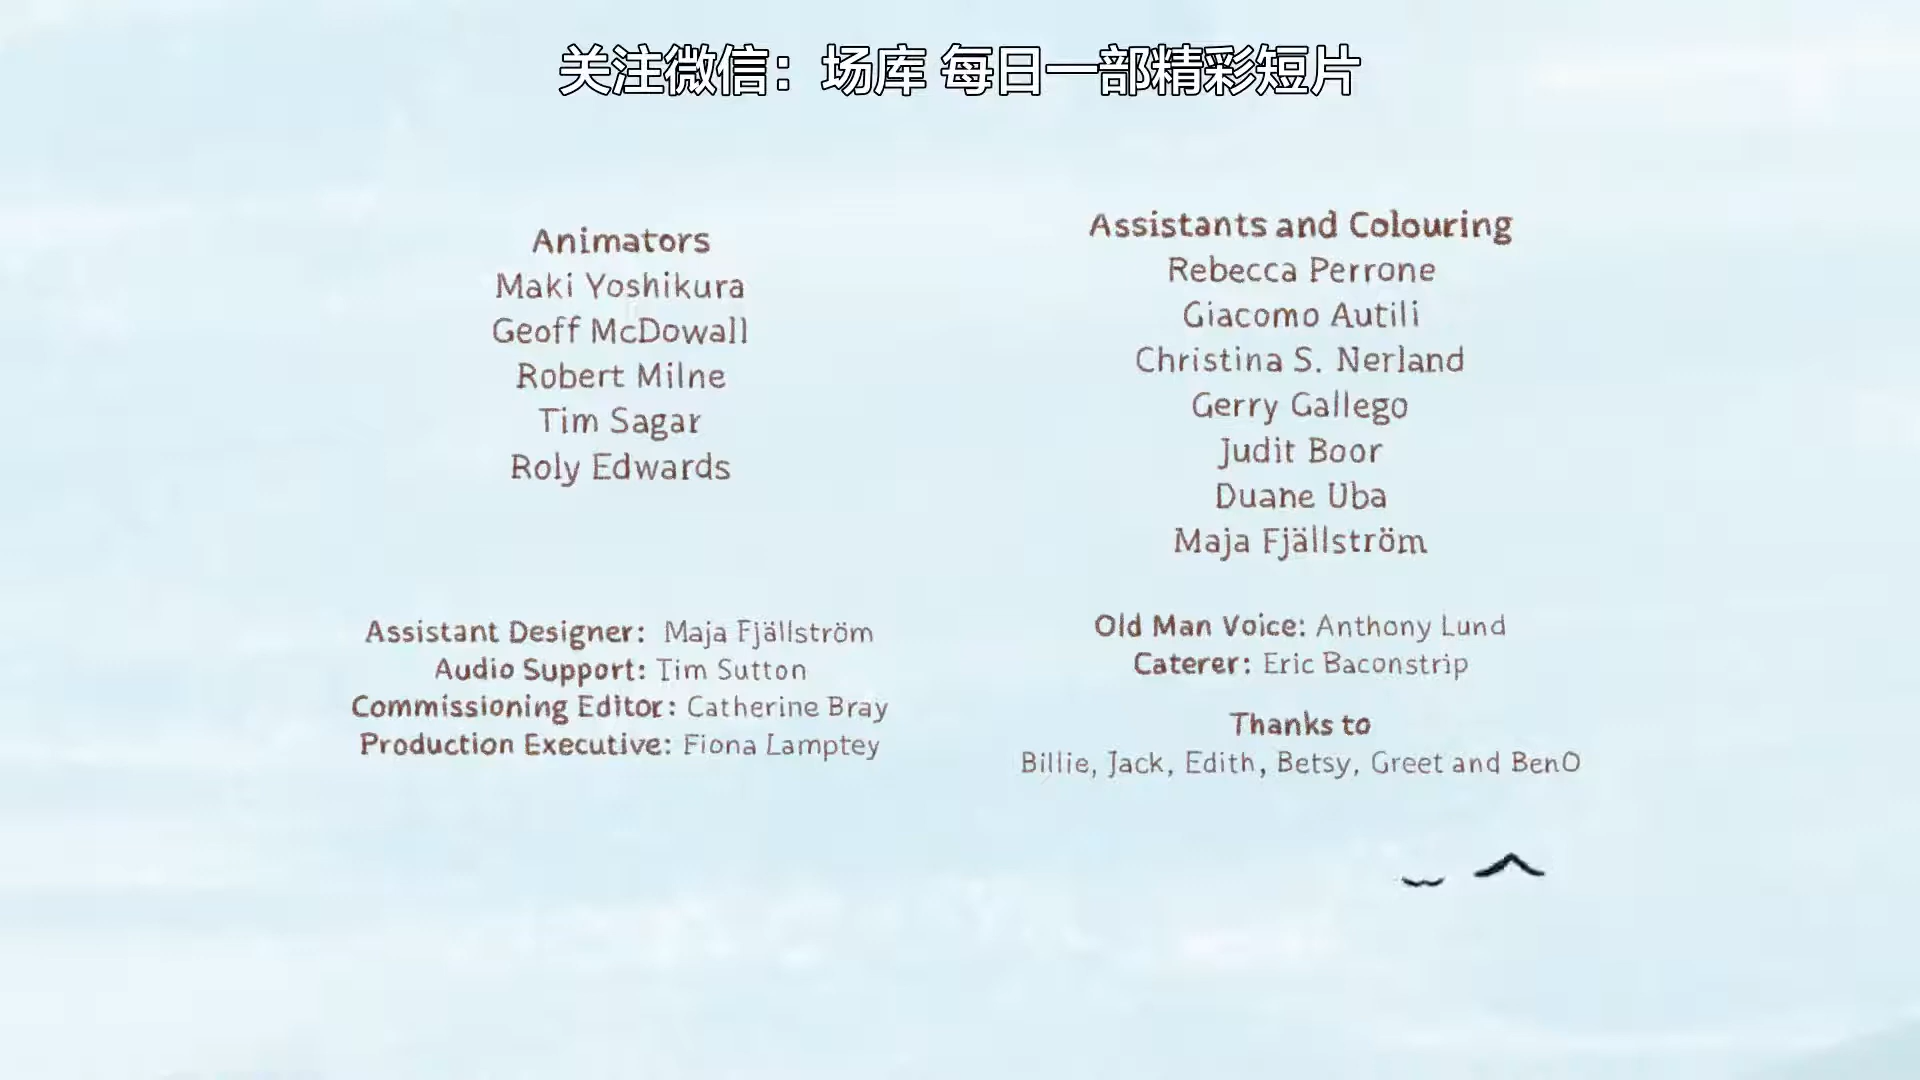 关注微信：场库 每日一部精彩短片
Animators
Maki Yoshikura
Geoff McDowall
Robert Milne
Tim Sagar
Roly Edwards
Assistants and Colouring
Rebecca Perrone
Giacomo Autili
Christina S. Nerland
Gerry Gallego
Judit Boor
Duane Uba
Maja Fjällström
Assistant Designer: Maja Fjällström
Audio Support: Tim Sutton
Commissioning Editor: Catherine Bray
Production Executive: Fiona Lamptey
Old Man Voice: Anthony Lund
Caterer: Eric Baconstrip
Thanks to
Billie, Jack, Edith, Betsy, Greet and BenO